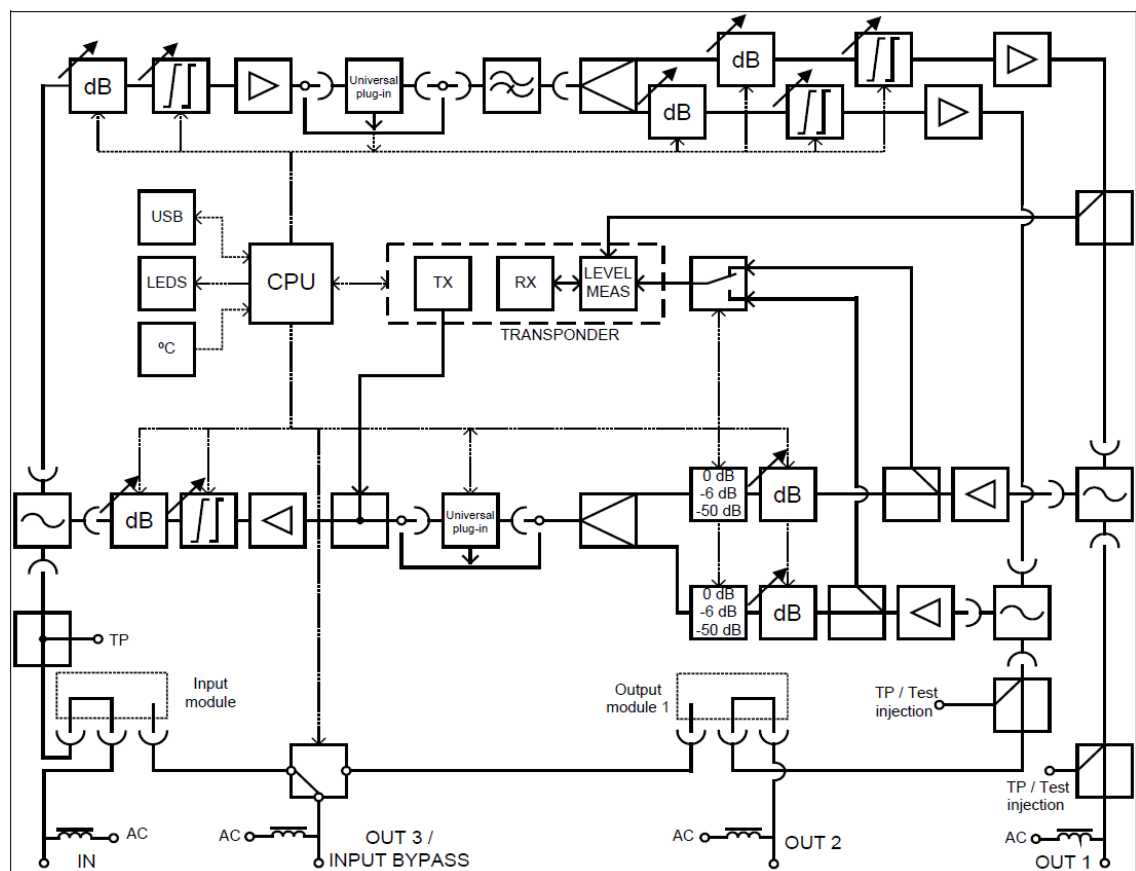 dB
Universal
plug-in
dB
dB
USB
LEDS
ºC
CPU
TX
RX
LEVEL
MEAS
TRANSPONDER
dB
Universal
plug-in
0 dB
-6 dB
-50 dB
dB
0 dB
-6 dB
-50 dB
dB
TP
Input
module
Output
module 1
TP / Test
injection
TP / Test
injection
AC
IN
AC
OUT 3 /
INPUT BYPASS
AC
OUT 2
AC
OUT 1